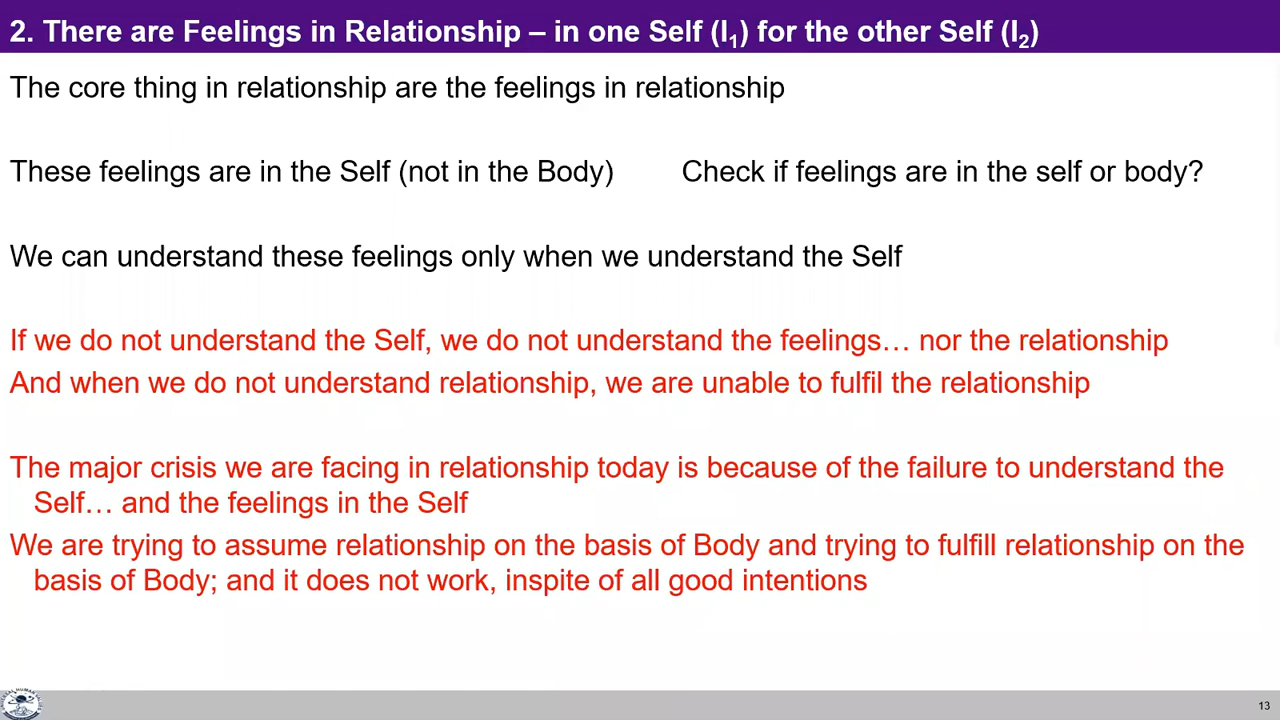 2. There are Feelings in Relationship – in one Self (I₁) for the other Self (I₂)
The core thing in relationship are the feelings in relationship
These feelings are in the Self (not in the Body) Check if feelings are in the self or body?
We can understand these feelings only when we understand the Self
If we do not understand the Self, we do not understand the feelings… nor the relationship
And when we do not understand relationship, we are unable to fulfil the relationship
The major crisis we are facing in relationship today is because of the failure to understand the
Self… and the feelings in the Self
We are trying to assume relationship on the basis of Body and trying to fulfill relationship on the
basis of Body; and it does not work, inspite of all good intentions
13